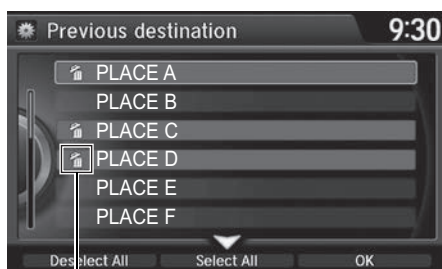 Previous destination 9:30
PLACE A
PLACE B
PLACE C
PLACE D
PLACE E
PLACE F
Deselect All Select All OK